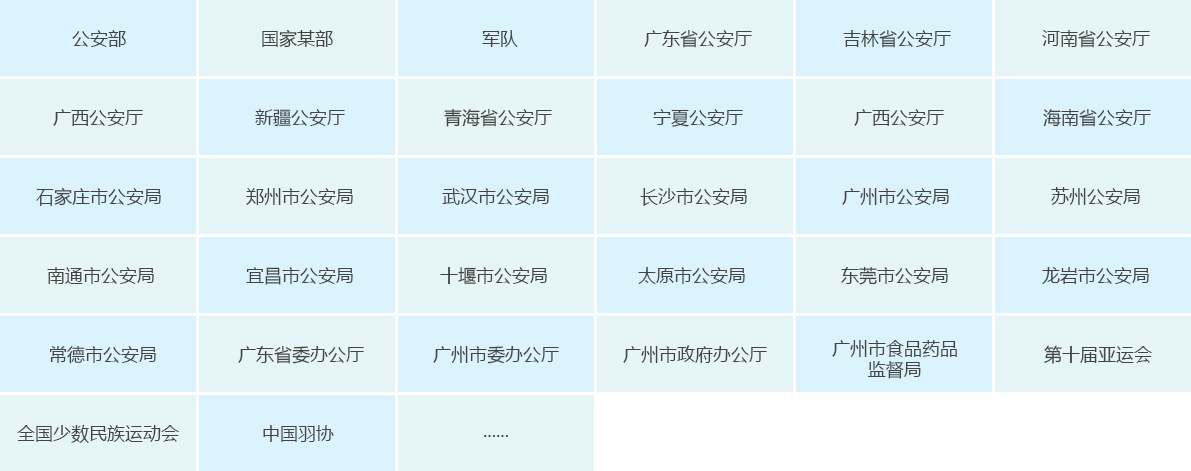 公安部
国家某部
军队
广东省公安厅
吉林省公安厅
河南省公安厅
广西公安厅
新疆公安厅
青海省公安厅
宁夏公安厅
广西公安厅
海南省公安厅
石家庄市公安局
郑州市公安局
武汉市公安局
长沙市公安局
广州市公安局
苏州公安局
南通市公安局
宜昌市公安局
十堰市公安局
太原市公安局
东莞市公安局
龙岩市公安局
常德市公安局
广东省委办公厅
广州市委办公厅
广州市政府办公厅
广州市食品药品
监督局
第十届亚运会
全国少数民族运动会
中国羽协
......